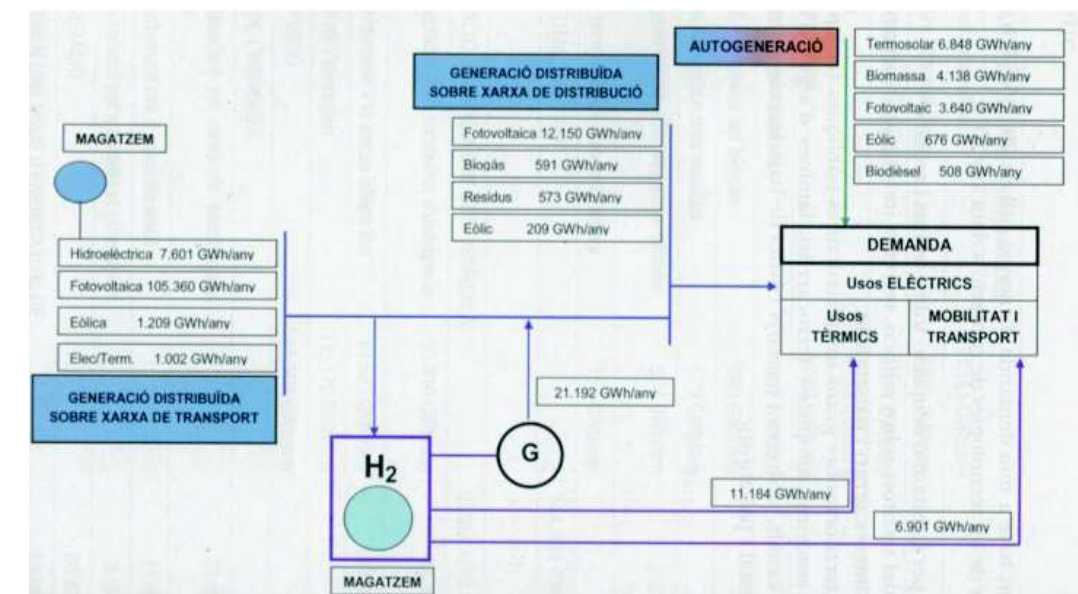 MAGATZEM
Hidroelèctrica 7.601 GWh/any
Fotovoltaica 105.360 GWh/any
Eòlica 1.209 GWh/any
Elec/Term. 1.002 GWh/any
GENERACIÓ DISTRIBUÏDA
SOBRE XARXA DE TRANSPORT
GENERACIÓ DISTRIBUÏDA
SOBRE XARXA DE DISTRIBUCIÓ
Fotovoltaica 12.150 GWh/any
Biogàs 591 GWh/any
Residus 573 GWh/any
Eòlic 209 GWh/any
AUTOGENERACIÓ
Termosolar 6.848 GWh/any
Biomassa 4.138 GWh/any
Fotovoltaic 3.640 GWh/any
Eòlic 676 GWh/any
Biodièsel 508 GWh/any
DEMANDA
Usos ELÈCTRICS
Usos
TÈRMICS
MOBILITAT I
TRANSPORT
21.192 GWh/any
G
H2
11.184 GWh/any
6.901 GWh/any
MAGATZEM